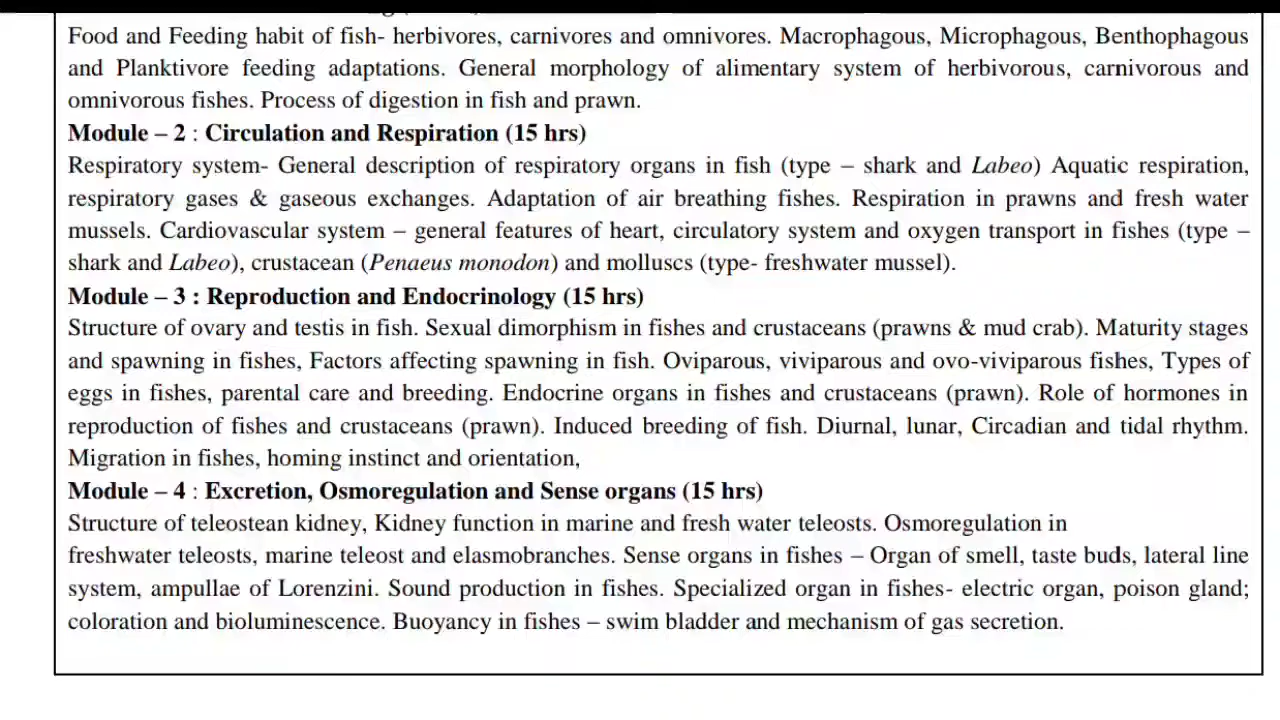 Food and Feeding habit of fish- herbivores, carnivores and omnivores. Macrophagous, Microphagous, Benthophagous
and Planktivore feeding adaptations. General morphology of alimentary system of herbivorous, carnivorous and
omnivorous fishes. Process of digestion in fish and prawn.
Module – 2 : Circulation and Respiration (15 hrs)
Respiratory system- General description of respiratory organs in fish (type – shark and Labeo) Aquatic respiration,
respiratory gases & gaseous exchanges. Adaptation of air breathing fishes. Respiration in prawns and fresh water
mussels. Cardiovascular system – general features of heart, circulatory system and oxygen transport in fishes (type –
shark and Labeo), crustacean (Penaeus monodon) and molluscs (type- freshwater mussel).
Module – 3 : Reproduction and Endocrinology (15 hrs)
Structure of ovary and testis in fish. Sexual dimorphism in fishes and crustaceans (prawns & mud crab). Maturity stages
and spawning in fishes, Factors affecting spawning in fish. Oviparous, viviparous and ovo-viviparous fishes, Types of
eggs in fishes, parental care and breeding. Endocrine organs in fishes and crustaceans (prawn). Role of hormones in
reproduction of fishes and crustaceans (prawn). Induced breeding of fish. Diurnal, lunar, Circadian and tidal rhythm.
Migration in fishes, homing instinct and orientation,
Module – 4 : Excretion, Osmoregulation and Sense organs (15 hrs)
Structure of teleostean kidney, Kidney function in marine and fresh water teleosts. Osmoregulation in
freshwater teleosts, marine teleost and elasmobranches. Sense organs in fishes – Organ of smell, taste buds, lateral line
system, ampullae of Lorenzini. Sound production in fishes. Specialized organ in fishes- electric organ, poison gland;
coloration and bioluminescence. Buoyancy in fishes – swim bladder and mechanism of gas secretion.